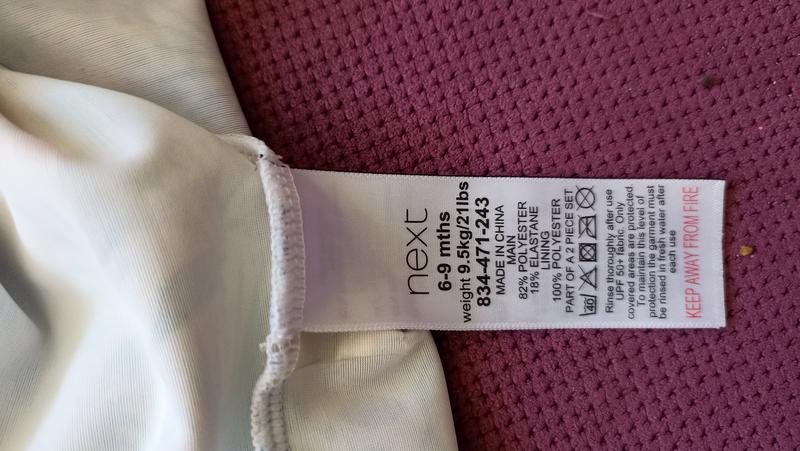 next
6-9 mths
weight 9.5kg/21lbs
834-471-243
MADE IN CHINA
MAIN
82% POLYESTER
18% ELASTANE
LINING
100% POLYESTER
PART OF A 2 PIECE SET
40
Rinse thoroughly after use
UPF 50+ fabric. Only
covered areas are protected.
To maintain this level of
protection the garment must
be rinsed in fresh water after
each use
KEEP AWAY FROM FIRE